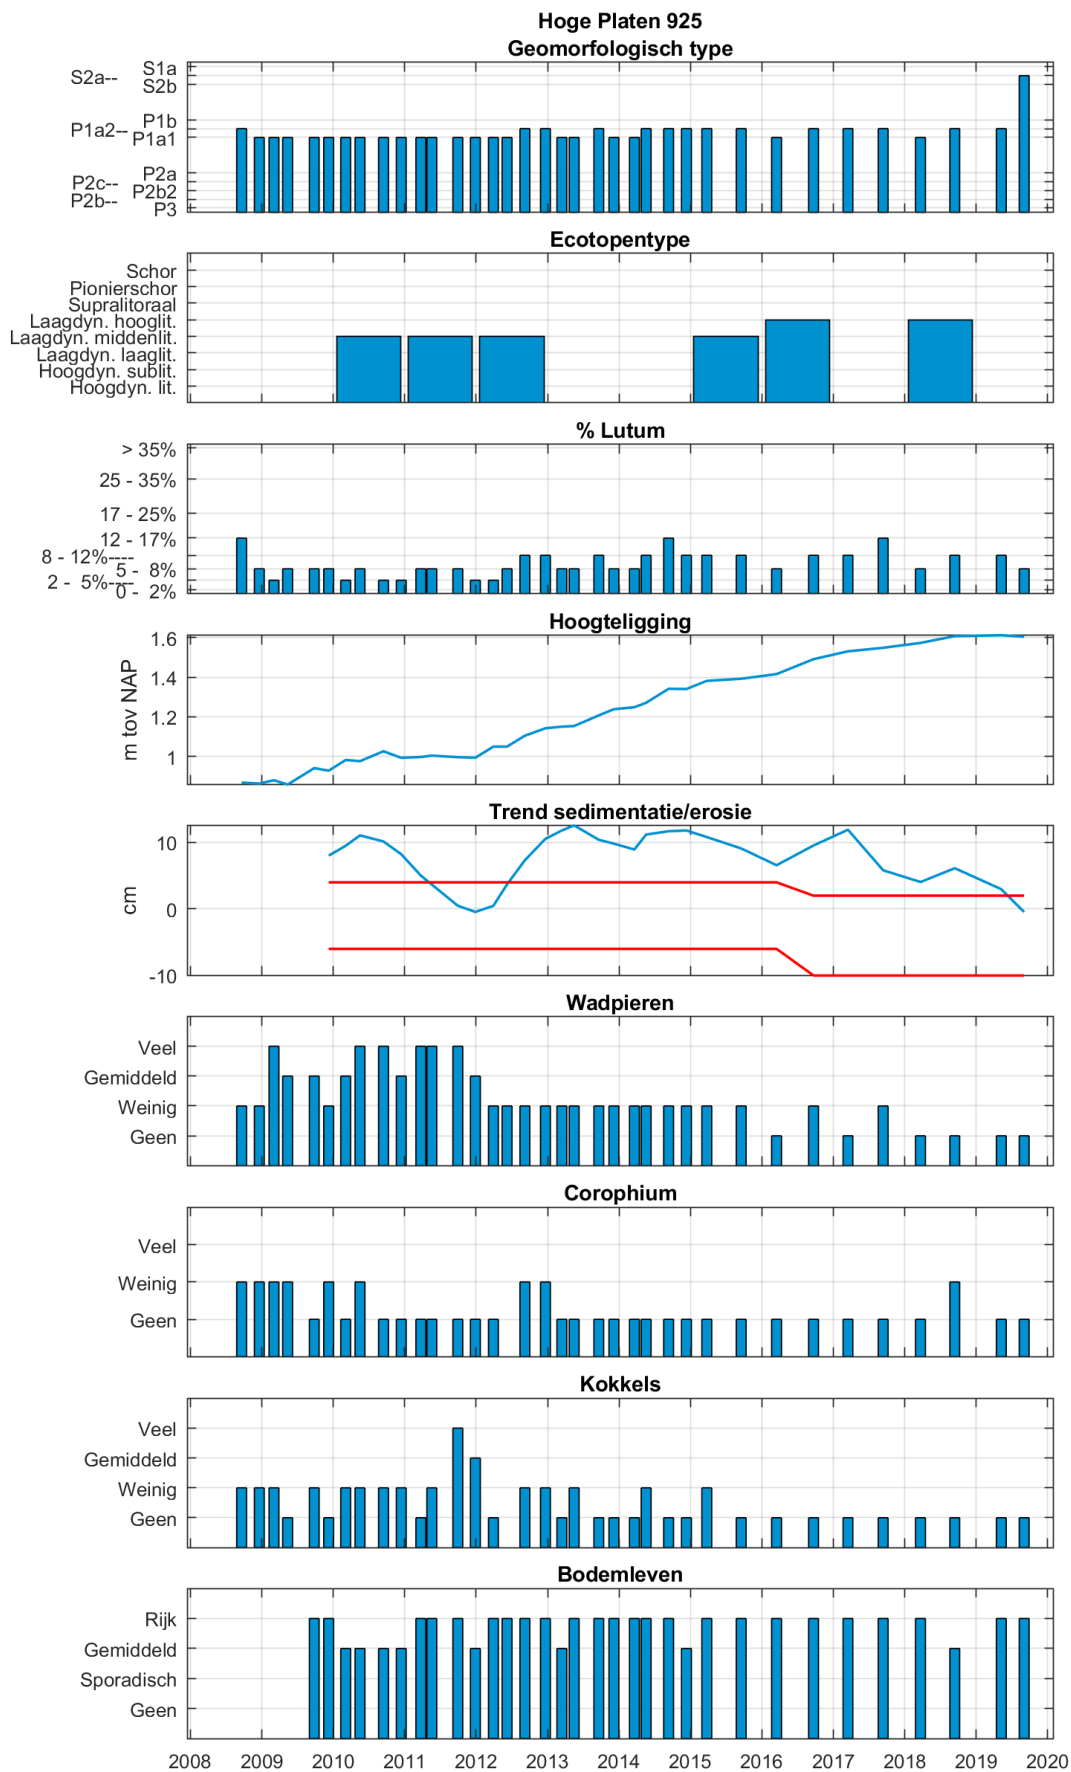 Hoge Platen 925
Geomorfologisch type
S1a
S2a--
S2b
P1b
P1a2--
P1a1
P2a
P2c--
P2b2
P2b--
P3
Ecotopentype
Schor
Pionierschor
Supralitoraal
Laagdyn. hooglit.
Laagdyn. middenlit.
Laagdyn. laaglit.
Hoogdyn. sublit.
Hoogdyn. lit.
% Lutum
> 35%
25 - 35%
17 - 25%
12 - 17%
8 - 12%----
5 - 8%
2 - 5%----
0 - 2%
Hoogteligging
m tov NAP
1.6
1.4
1.2
1
Trend sedimentatie/erosie
cm
10
0
-10
Wadpieren
Veel
Gemiddeld
Weinig
Geen
Corophium
Veel
Weinig
Geen
Kokkels
Veel
Gemiddeld
Weinig
Geen
Bodemleven
Rijk
Gemiddeld
Sporadisch
Geen
2008 2009 2010 2011 2012 2013 2014 2015 2016 2017 2018 2019 2020